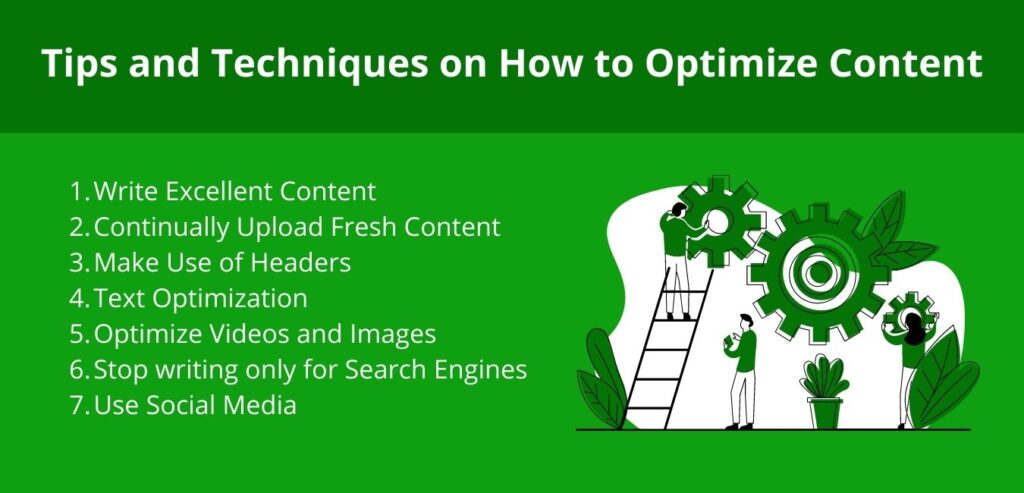 Tips and Techniques on How to Optimize Content
1. Write Excellent Content
2. Continually Upload Fresh Content
3. Make Use of Headers
4. Text Optimization
5. Optimize Videos and Images
6. Stop writing only for Search Engines
7. Use Social Media